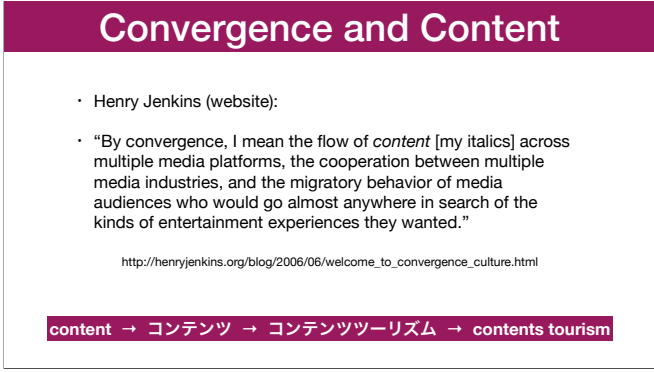 Convergence and Content
・ Henry Jenkins (website):
・ “By convergence, I mean the flow of content [my italics] across
multiple media platforms, the cooperation between multiple
media industries, and the migratory behavior of media
audiences who would go almost anywhere in search of the
kinds of entertainment experiences they wanted.”
http://henryjenkins.org/blog/2006/06/welcome_to_convergence_culture.html
content → コンテンツ → コンテンツツーリズム → contents tourism